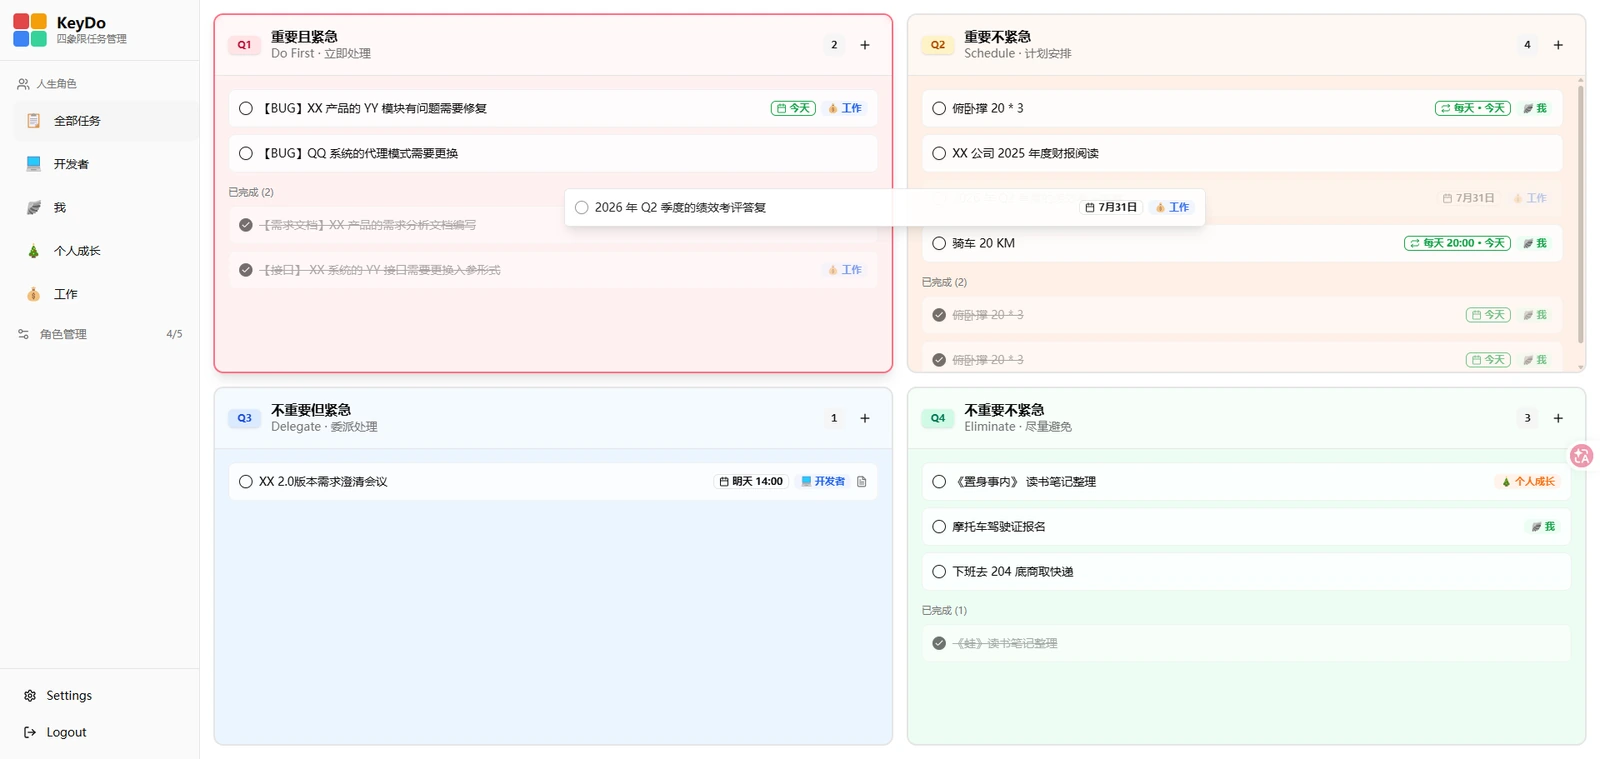 KeyDo
四象限任务管理
人生角色
全部任务
开发者
我
个人成长
工作
角色管理 4/5
Settings
Logout
Q1 重要且紧急 2 +
Do First · 立即处理
【BUG】XX 产品的 YY 模块有问题需要修复 今天 工作
【BUG】QQ 系统的代理模式需要更换
已完成 (2)
【需求文档】XX 产品的需求分析文档编写
【接口】 XX 系统的 YY 接口需要更换入参形式 工作
2026 年 Q2 季度的绩效考评答复 7月31日 工作
Q2 重要不紧急 4 +
Schedule · 计划安排
俯卧撑 20 * 3 每天 • 今天 我
XX 公司 2025 年度财报阅读
7月31日 工作
骑车 20 KM 每天 20:00 • 今天 我
已完成 (2)
俯卧撑 20 * 3 今天 我
俯卧撑 20 * 3 今天 我
Q3 不重要但紧急 1 +
Delegate · 委派处理
XX 2.0版本需求澄清会议 明天 14:00 开发者
Q4 不重要不紧急 3 +
Eliminate · 尽量避免
《置身事内》 读书笔记整理 个人成长
摩托车驾驶证报名 我
下班去 204 底商取快递
已完成 (1)
《蛙》读书笔记整理